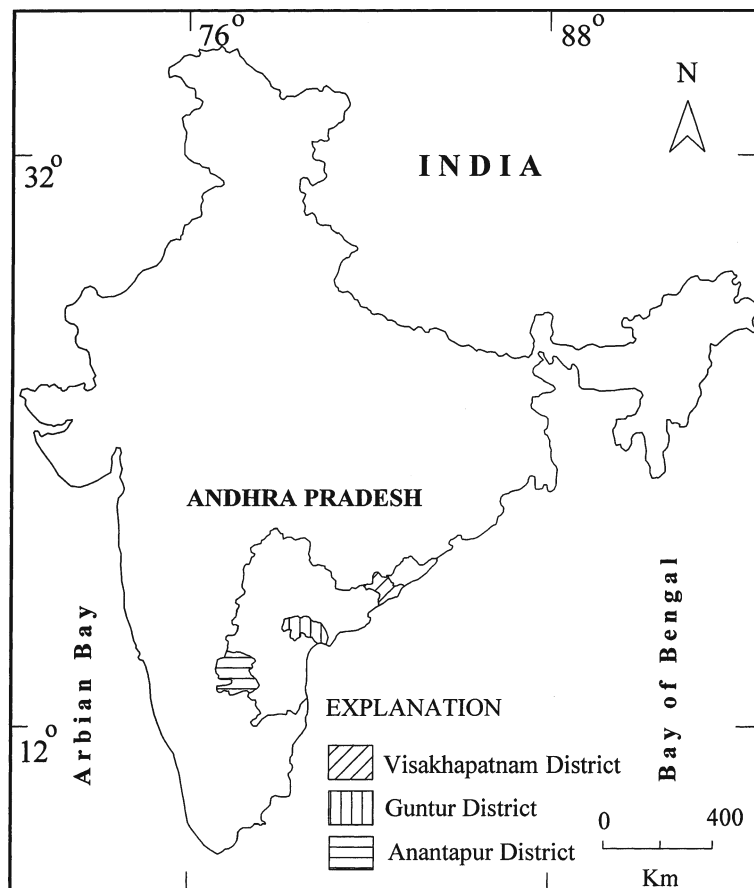 76°
88°
N
32°
INDIA
ANDHRA PRADESH
Arbian Bay
Bay of Bengal
12°
EXPLANATION
Visakhapatnam District
Guntur District
Anantapur District
0 400
Km